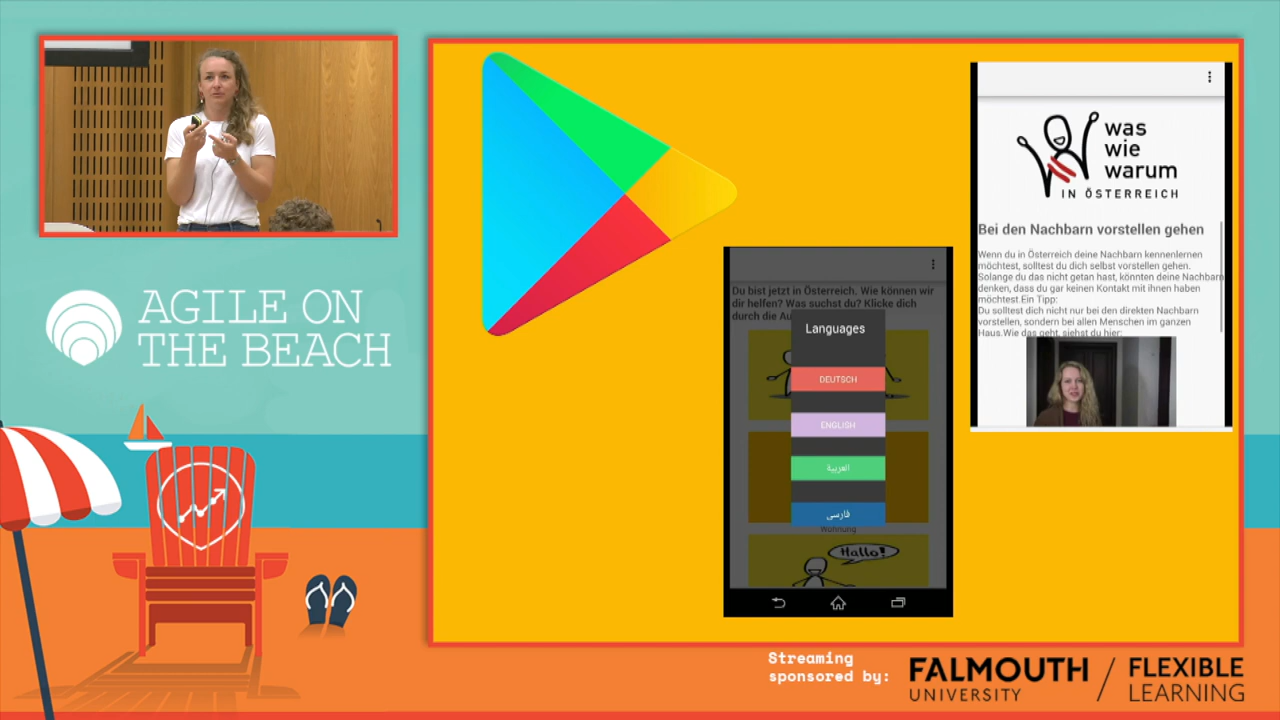 AGILE ON
THE BEACH
Du bist jetzt in Österreich. Wie können wir
dir helfen? Was suchst du? Klicke dich
durch die Au
Languages
DEUTSCH
ENGLISH
العربية
فارسی
Wohnung
Hallo!
was
wie
warum
IN ÖSTERREICH
Bei den Nachbarn vorstellen gehen
Wenn du in Österreich deine Nachbarn kennenlernen
möchtest, solltest du dich selbst vorstellen gehen.
Solange du das nicht getan hast, könnten deine Nachbarn
denken, dass du gar keinen Kontakt mit ihnen haben
möchtest.Ein Tipp:
Du solltest dich nicht nur bei den direkten Nachbarn
vorstellen, sondern bei allen Menschen im ganzen
Haus.Wie das geht, siehst du hier:
Streaming
sponsored by:
FALMOUTH
UNIVERSITY
FLEXIBLE
LEARNING